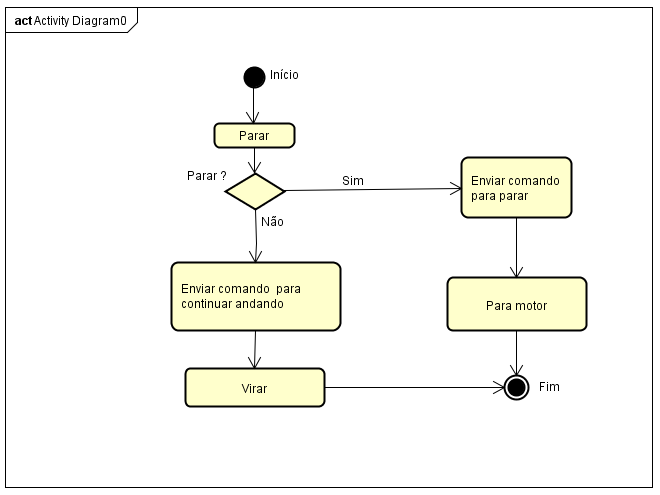 act Activity Diagram0
Início
Parar
Parar ?
Sim
Enviar comando
para parar
Não
Enviar comando  para
continuar andando
Para motor
Virar
Fim